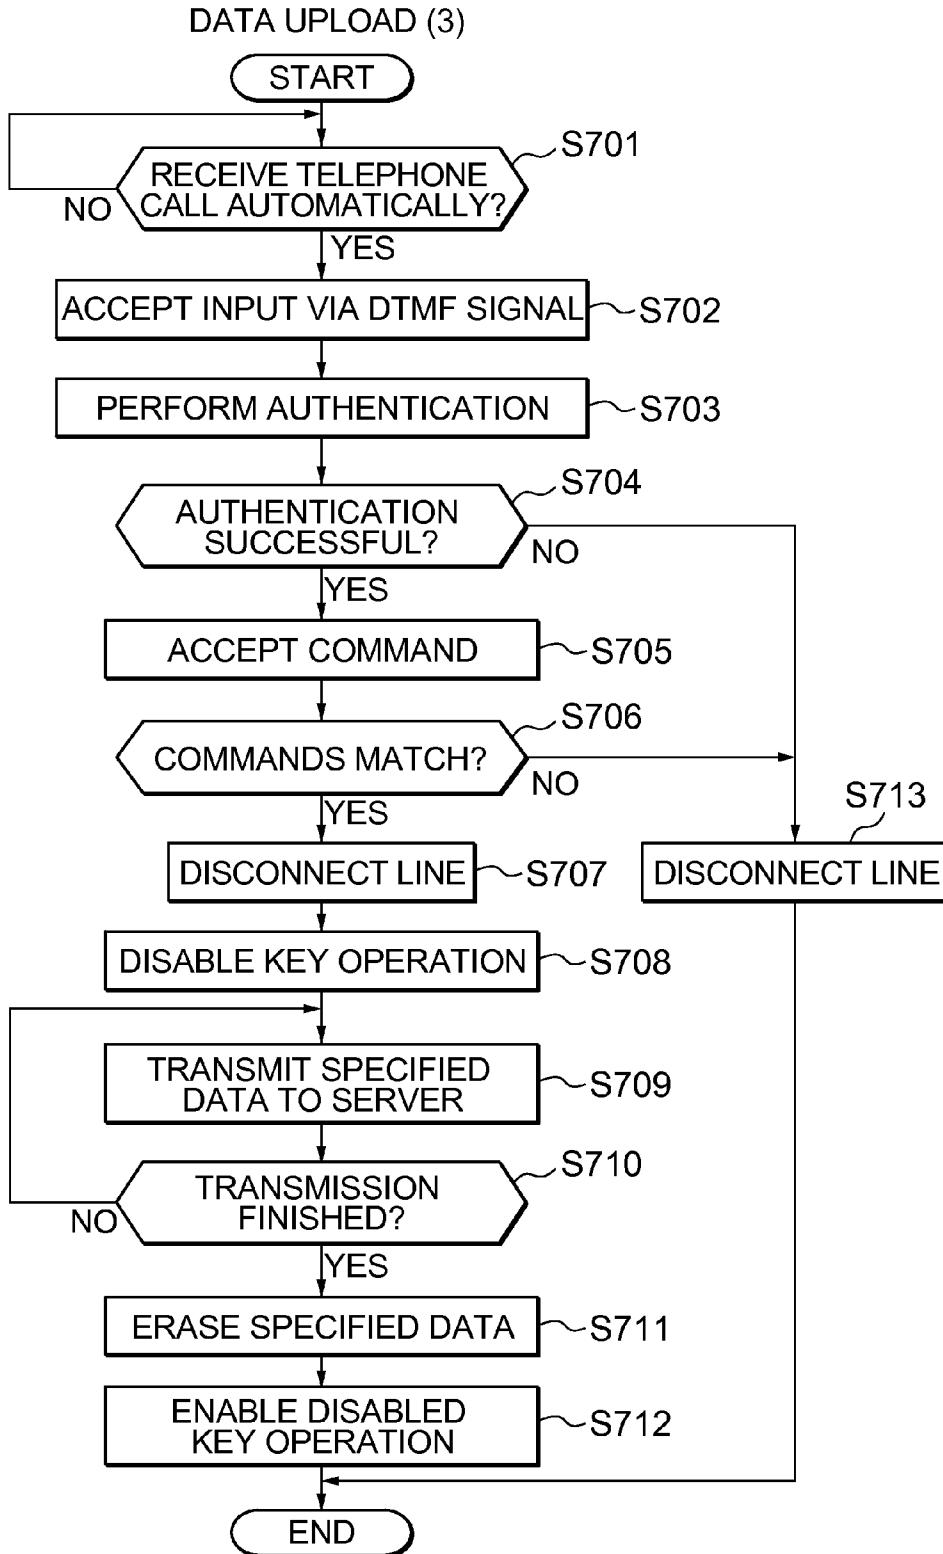 DATA UPLOAD (3)
START
S701
RECEIVE TELEPHONE
CALL AUTOMATICALLY?
NO
YES
ACCEPT INPUT VIA DTMF SIGNAL
S702
PERFORM AUTHENTICATION
S703
S704
AUTHENTICATION
SUCCESSFUL?
NO
YES
ACCEPT COMMAND
S705
S706
COMMANDS MATCH?
NO
YES
S713
DISCONNECT LINE
S707
DISCONNECT LINE
DISABLE KEY OPERATION
S708
TRANSMIT SPECIFIED
DATA TO SERVER
S709
S710
TRANSMISSION
FINISHED?
NO
YES
ERASE SPECIFIED DATA
S711
ENABLE DISABLED
KEY OPERATION
S712
END